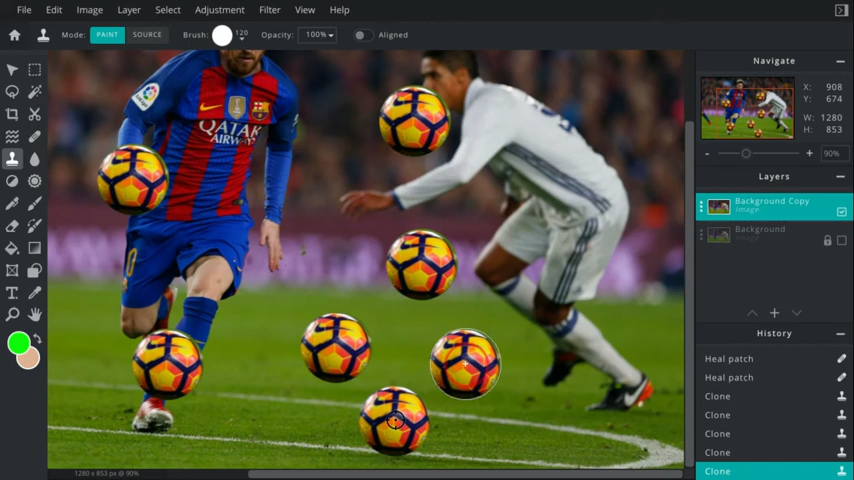 File Edit Image Layer Select Adjustment Filter View Help
Mode: PAINT SOURCE Brush: 120 Opacity: 100% Aligned
Navigate
X: 908
Y: 674
W: 1280
H: 853
- + 90%
Layers
Background Copy
Image
Background
Image
History
Heal patch
Heal patch
Clone
Clone
Clone
Clone
Clone
QATAR
AIRWAYS
1280 x 853 px @ 90%